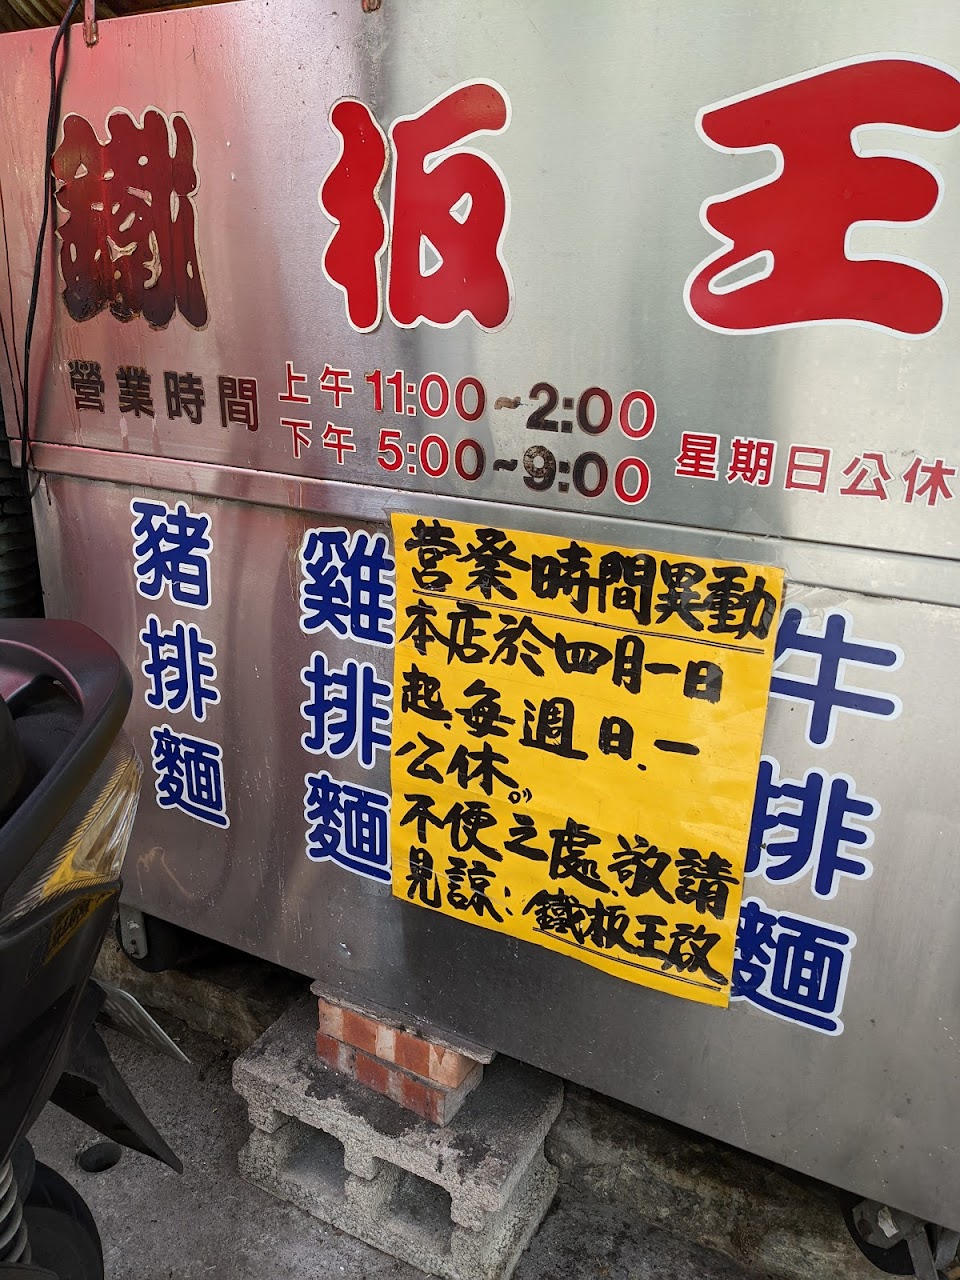 鐵板王
營業時間
上午11:00~2:00
下午5:00~9:00
星期日公休
豬排麵
雞排麵
牛排麵
營業時間異動
本店於四月一日
起每週日.一
公休。
不便之處.敬請
見諒:鐵板王啟